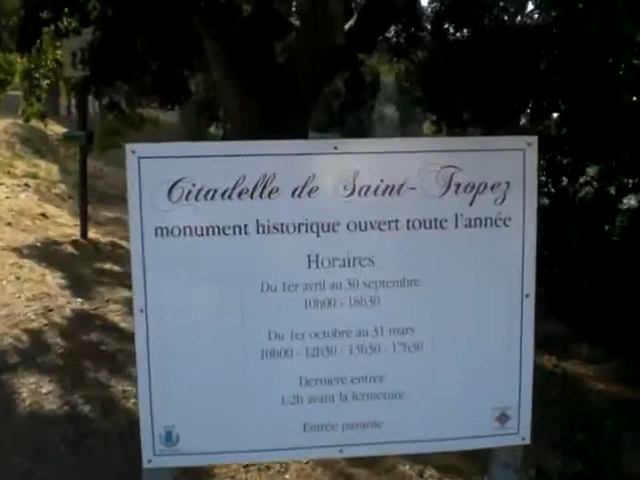 Citadelle de Saint-Tropez
monument historique ouvert toute l'année
Horaires
Du 1er avril au 30 septembre
10h00 - 18h30
Du 1er octobre au 31 mars
10h00 - 12h30 / 13h30 - 17h30
Dernière entrée
1/2h avant la fermeture
Entrée payante